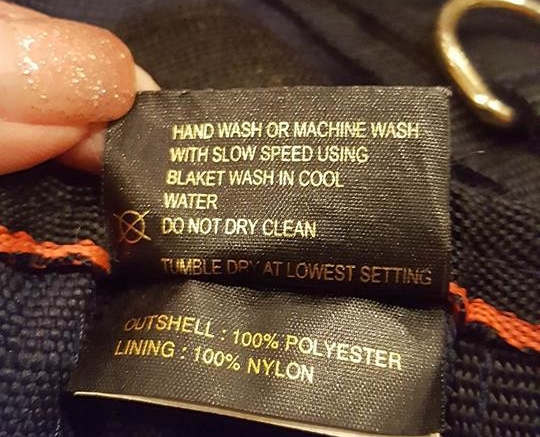 HAND WASH OR MACHINE WASH
WITH SLOW SPEED USING
BLAKET WASH IN COOL
WATER
DO NOT DRY CLEAN
TUMBLE DRY AT LOWEST SETTING
OUTSHELL : 100% POLYESTER
LINING : 100% NYLON